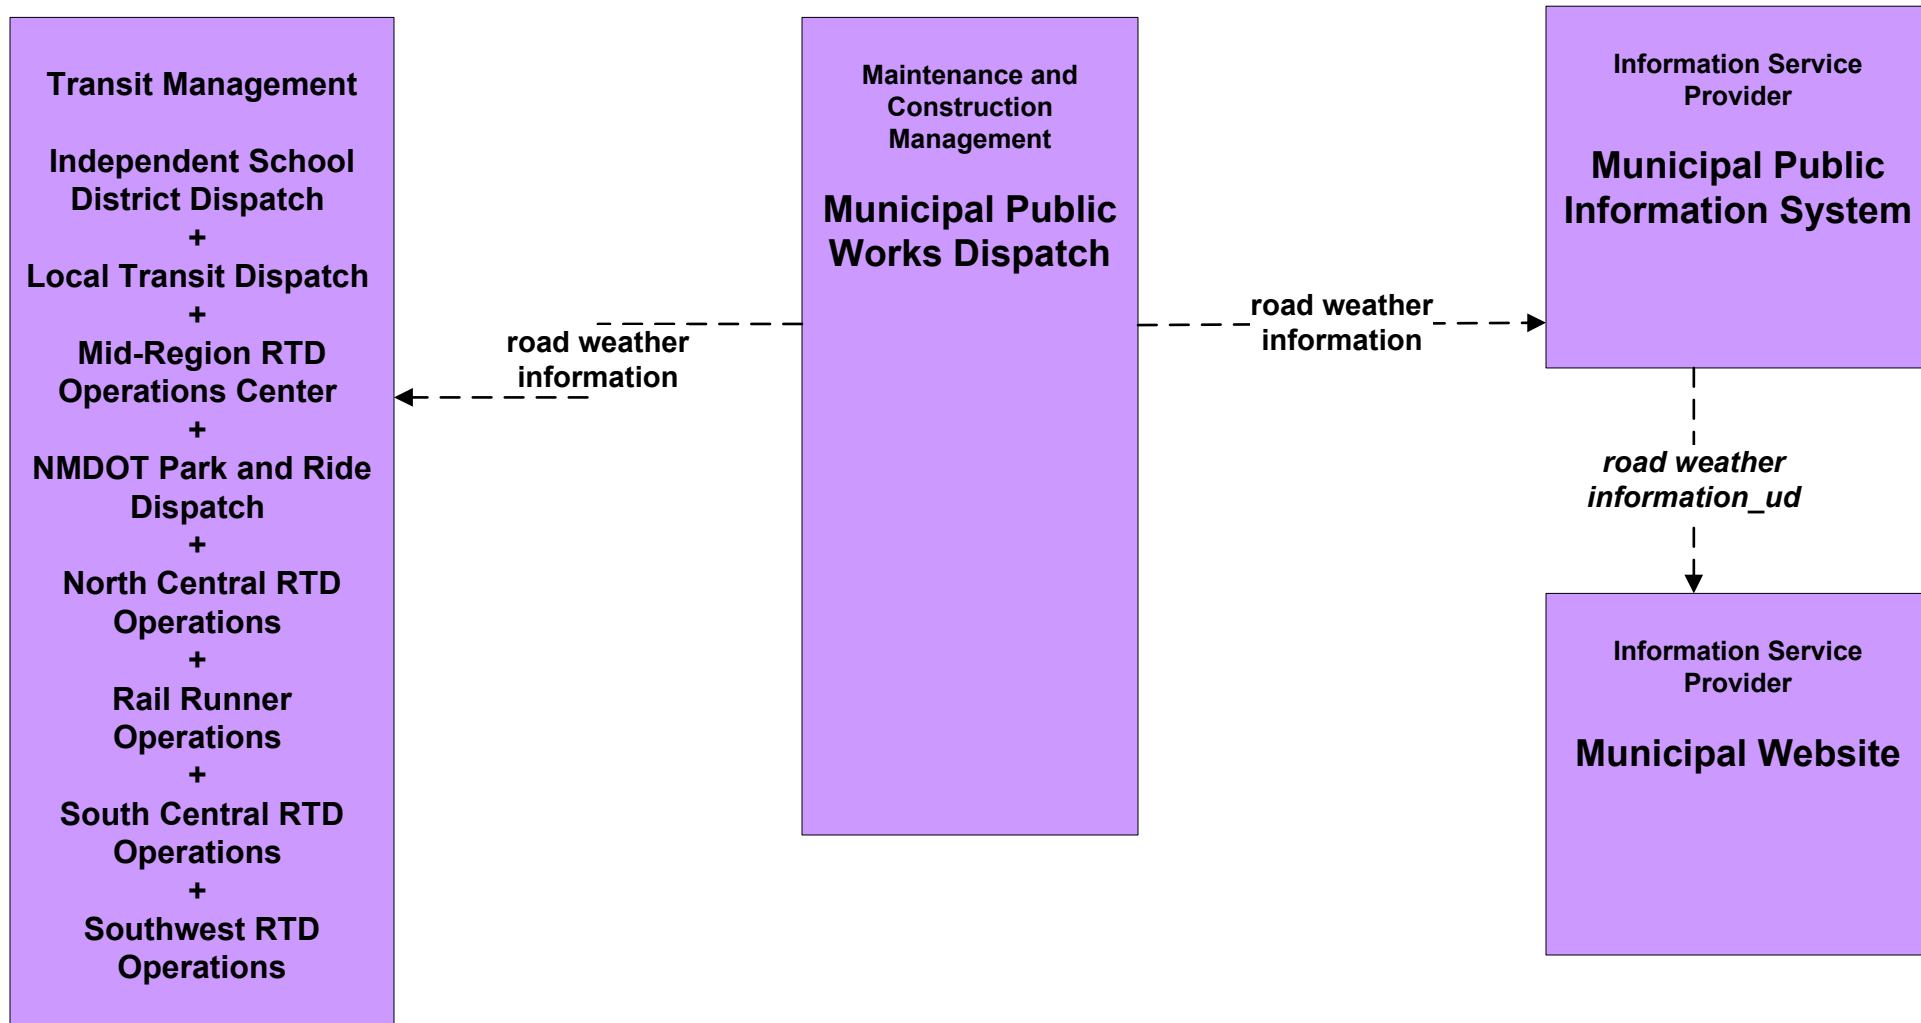 Transit Management
Independent School
District Dispatch
+
Local Transit Dispatch
+
Mid-Region RTD
Operations Center
+
NMDOT Park and Ride
Dispatch
+
North Central RTD
Operations
+
Rail Runner
Operations
+
South Central RTD
Operations
+
Southwest RTD
Operations
road weather
information
Maintenance and
Construction
Management
Municipal Public
Works Dispatch
road weather
information
Information Service
Provider
Municipal Public
Information System
road weather
information_ud
Information Service
Provider
Municipal Website